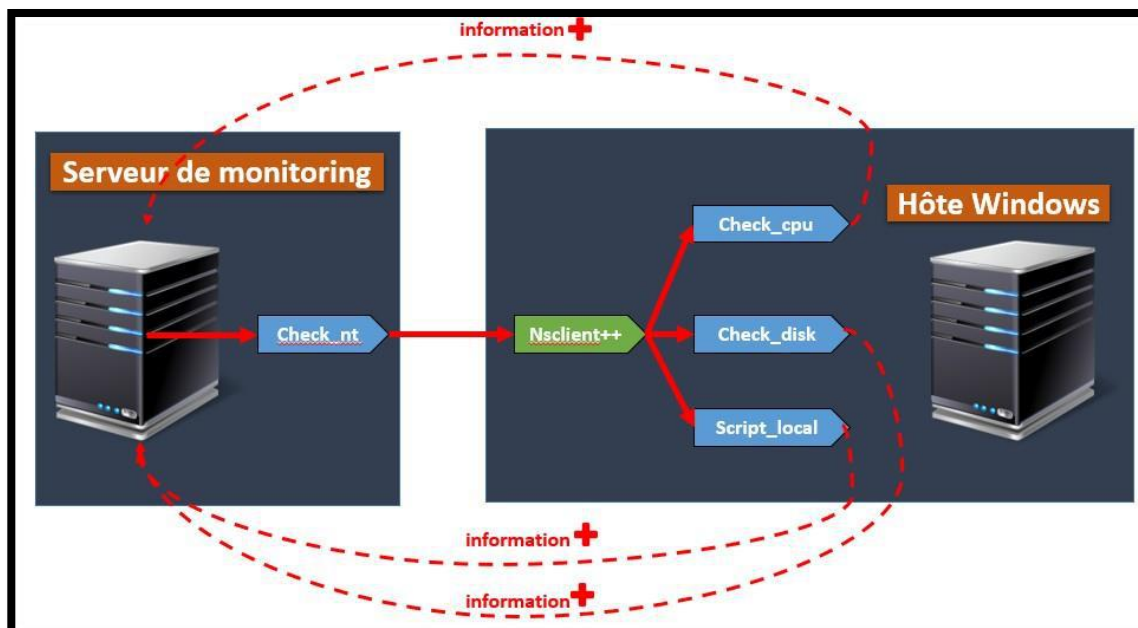 information
Serveur de monitoring
Hôte Windows
Check_cpu
Check_nt
Nsclient++
Check_disk
Script_local
information
information